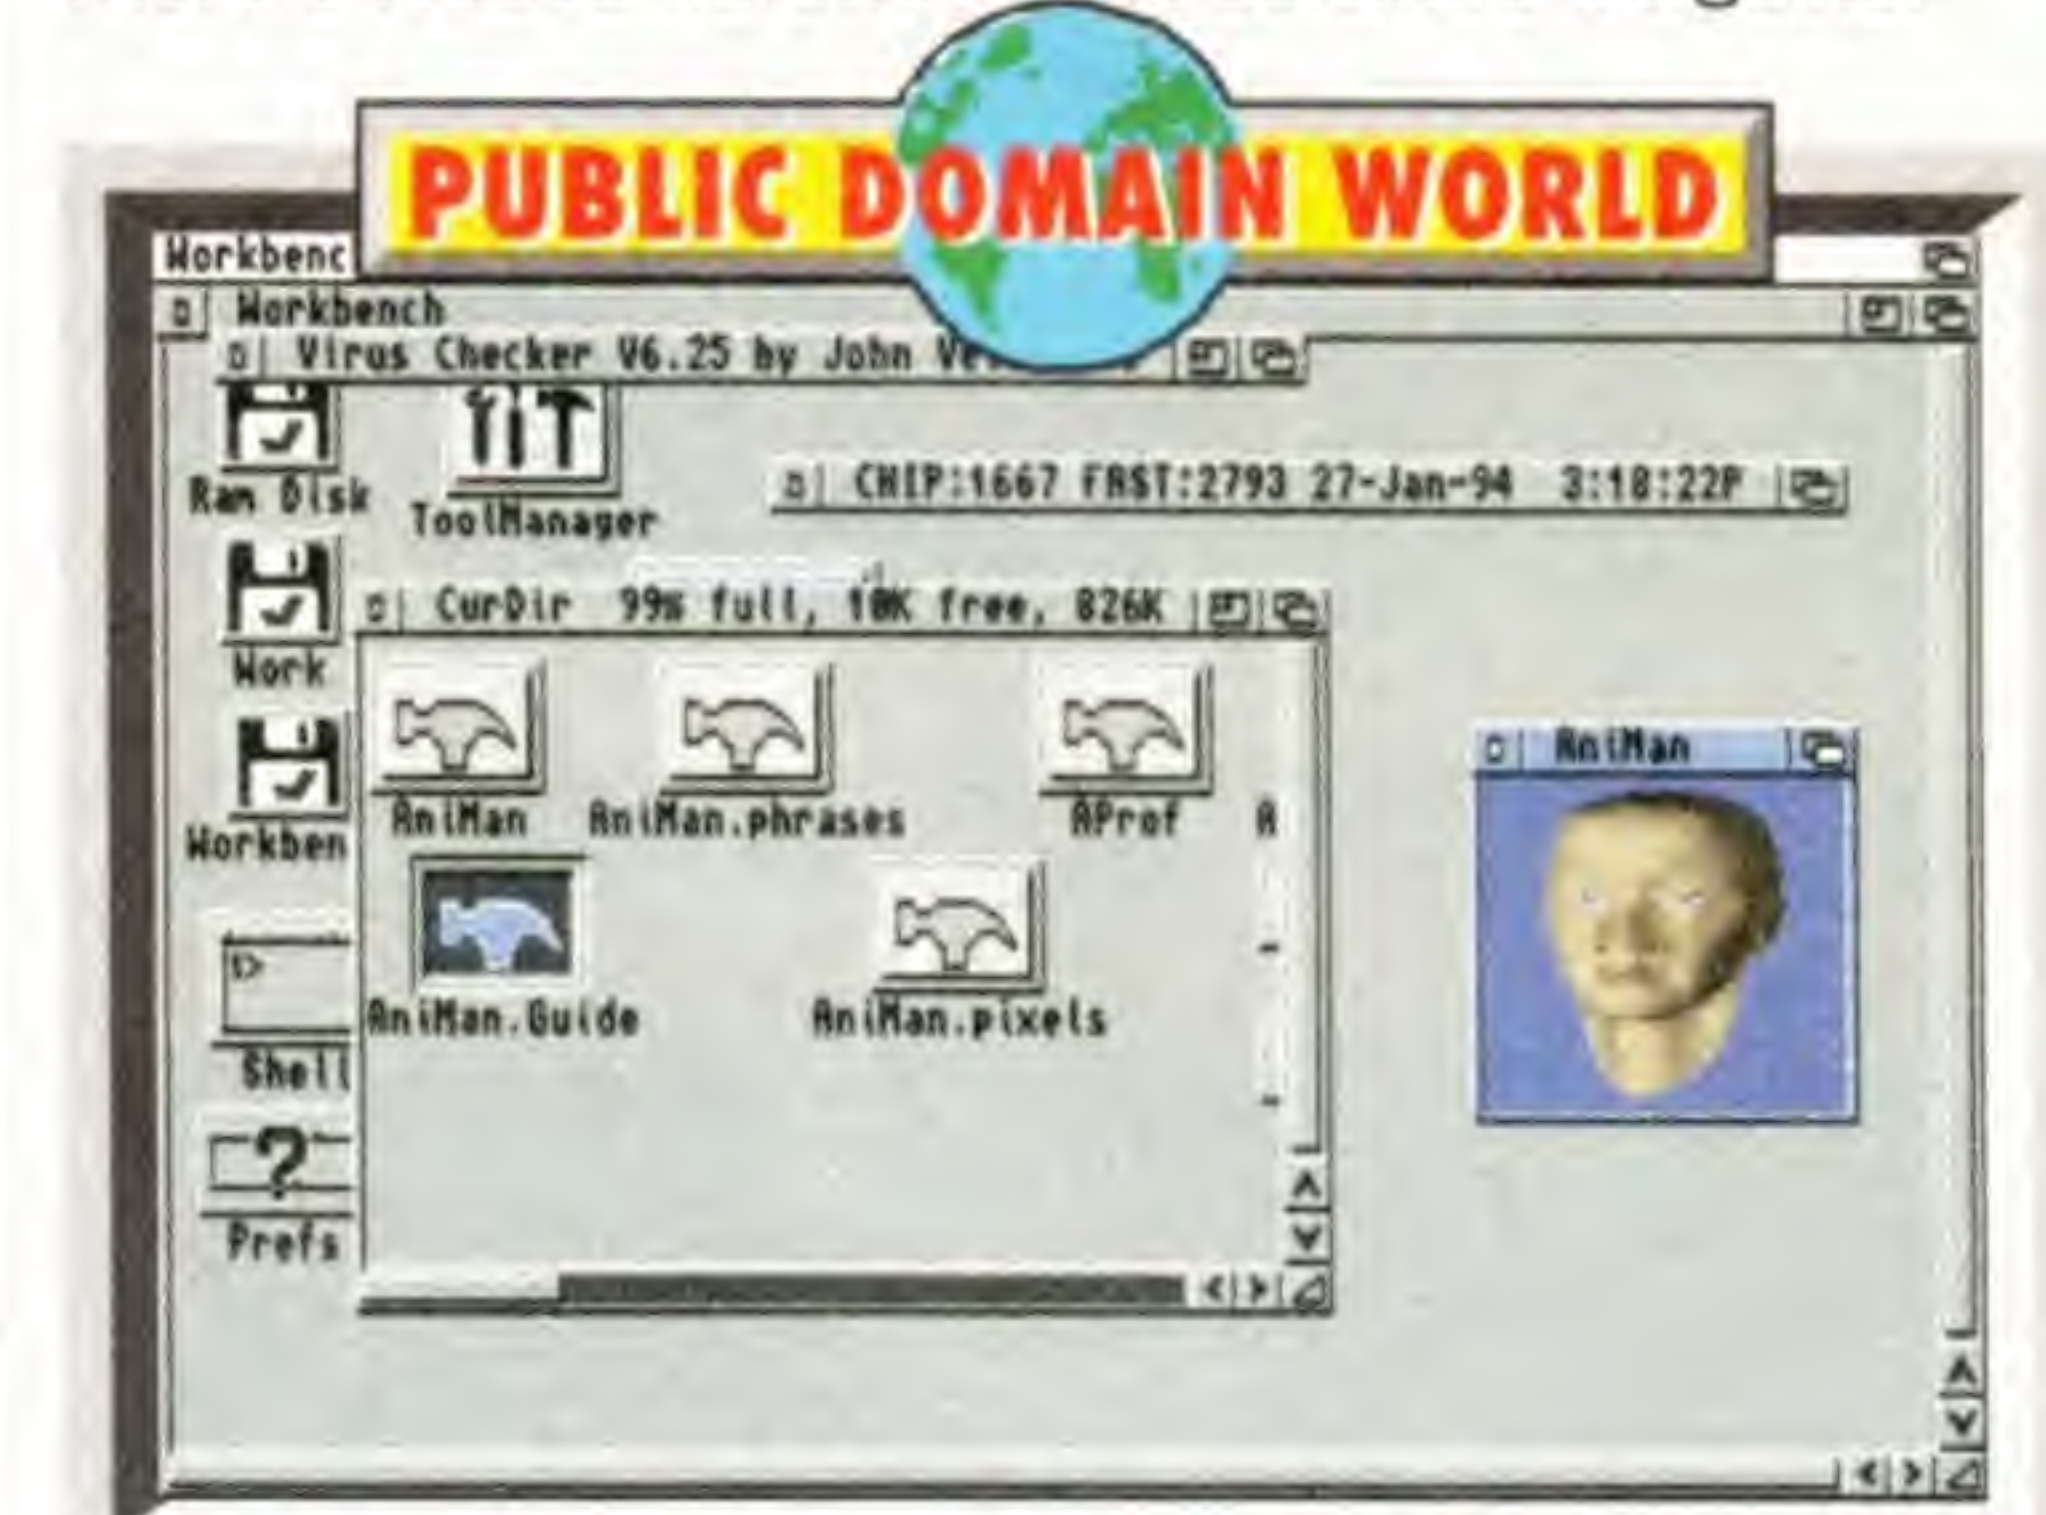 PUBLIC DOMAIN WORLD
Workbenc
Workbench
Virus Checker V6.25 by John
Ram Disk
ToolManager
CHIP:1667 FAST:2793 27-Jan-94 3:18:22P
CurDir 99% full, 18K free, 826K
Work
Workben
AniMan
AniMan.phrases
AProf
A
AniMan
AniMan.Guide
AniMan.pixels
Shell
Prefs